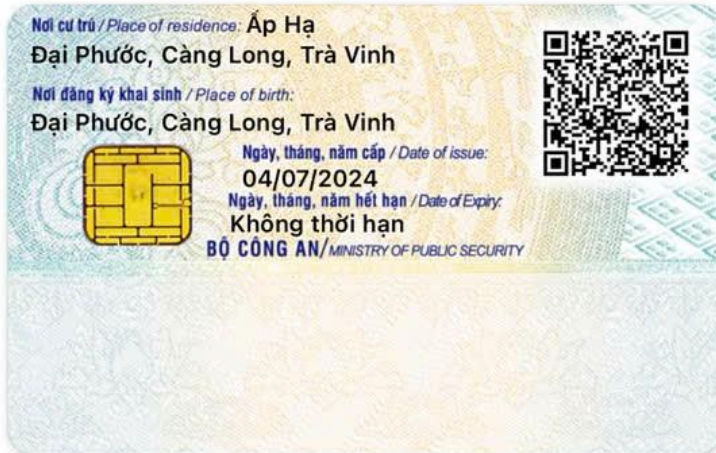 Nơi cư trú / Place of residence: Ấp Hạ
Đại Phước, Càng Long, Trà Vinh
Nơi đăng ký khai sinh / Place of birth:
Đại Phước, Càng Long, Trà Vinh
Ngày, tháng, năm cấp / Date of issue:
04/07/2024
Ngày, tháng, năm hết hạn / Date of Expiry:
Không thời hạn
BỘ CÔNG AN/ MINISTRY OF PUBLIC SECURITY